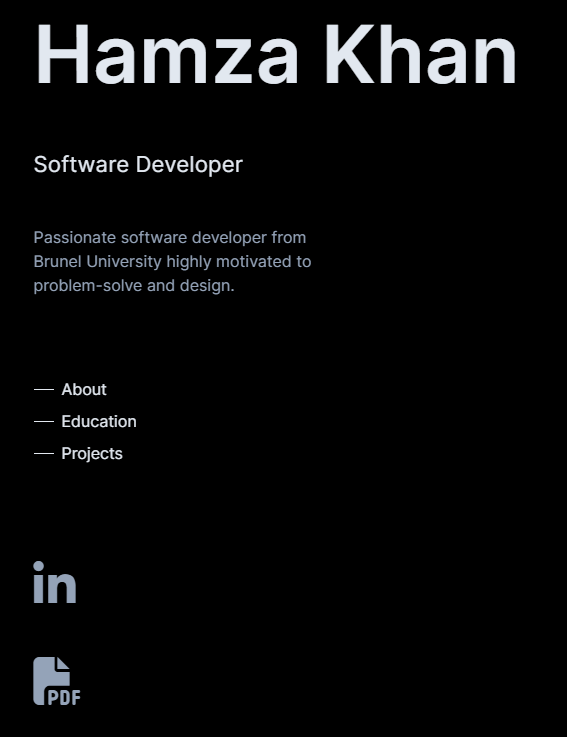 Hamza Khan
Software Developer
Passionate software developer from
Brunel University highly motivated to
problem-solve and design.
About
Education
Projects
in
PDF